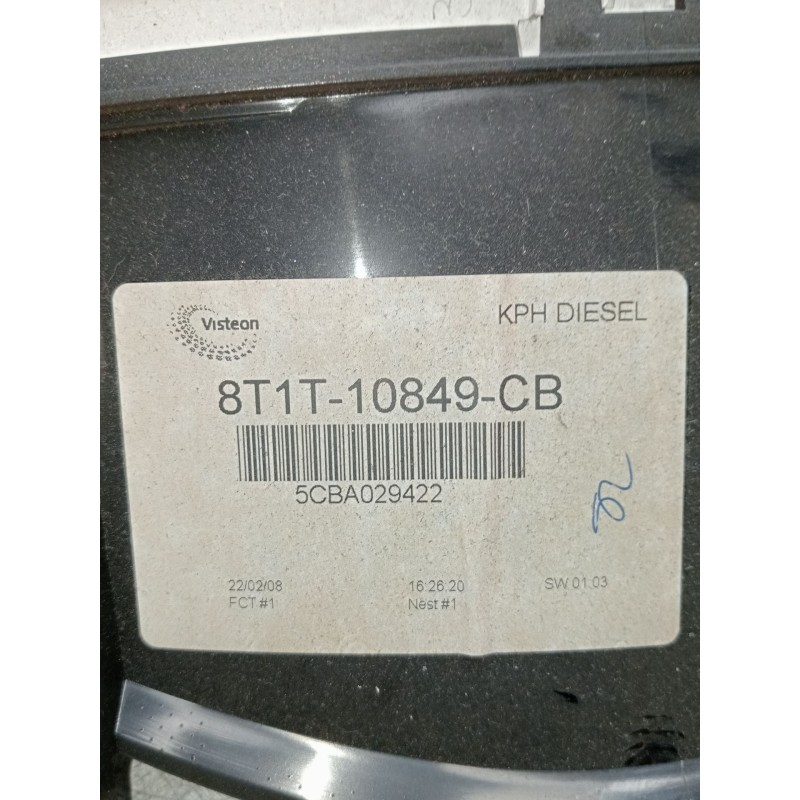 Visteon
KPH DIESEL
8T1T-10849-CB
5CBA029422
22/02/08 16:26:20 SW 01.03
FCT #1 Nest #1